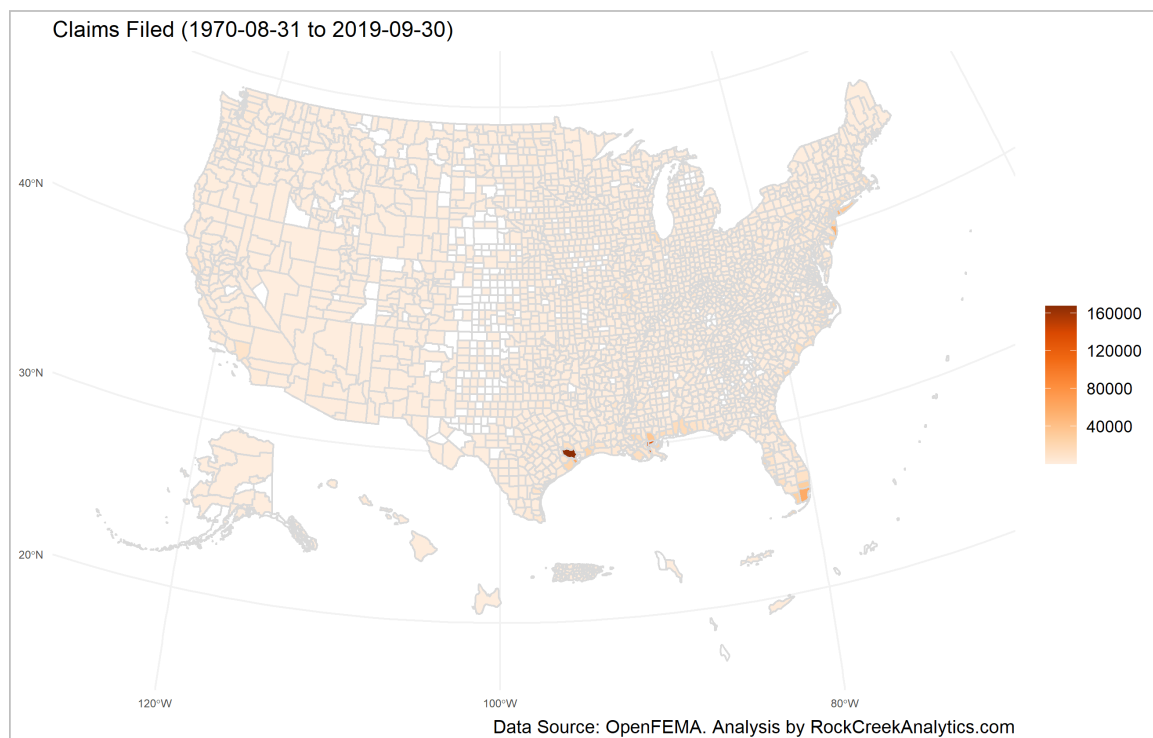 Claims Filed (1970-08-31 to 2019-09-30)
40°N
30°N
20°N
160000
120000
80000
40000
120°W
100°W
80°W
Data Source: OpenFEMA. Analysis by RockCreekAnalytics.com